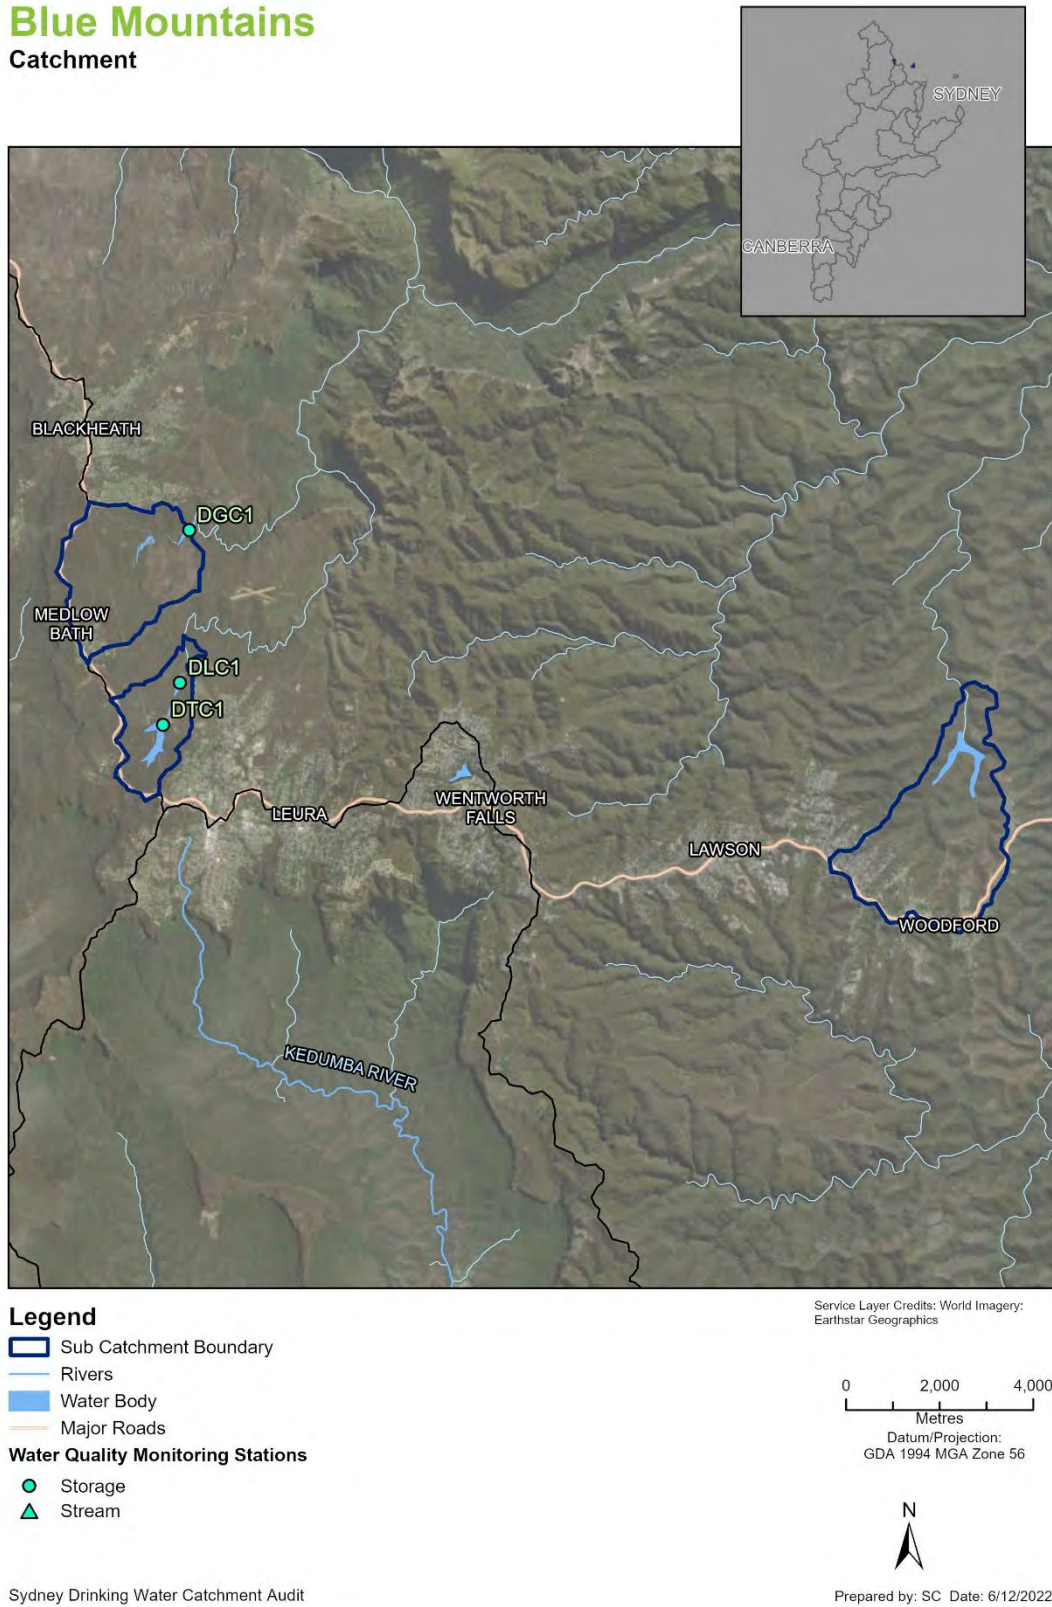 Blue Mountains
Catchment
SYDNEY
CANBERRA
BLACKHEATH
DGC1
MEDLOW
BATH
DLC1
DTC1
LEURA
WENTWORTH
FALLS
LAWSON
WOODFORD
KEDUMBA RIVER
Legend
Sub Catchment Boundary
Rivers
Water Body
Major Roads
Water Quality Monitoring Stations
Storage
Stream
Service Layer Credits: World Imagery:
Earthstar Geographics
0 2,000 4,000
Metres
Datum/Projection:
GDA 1994 MGA Zone 56
N
Sydney Drinking Water Catchment Audit
Prepared by: SC Date: 6/12/2022